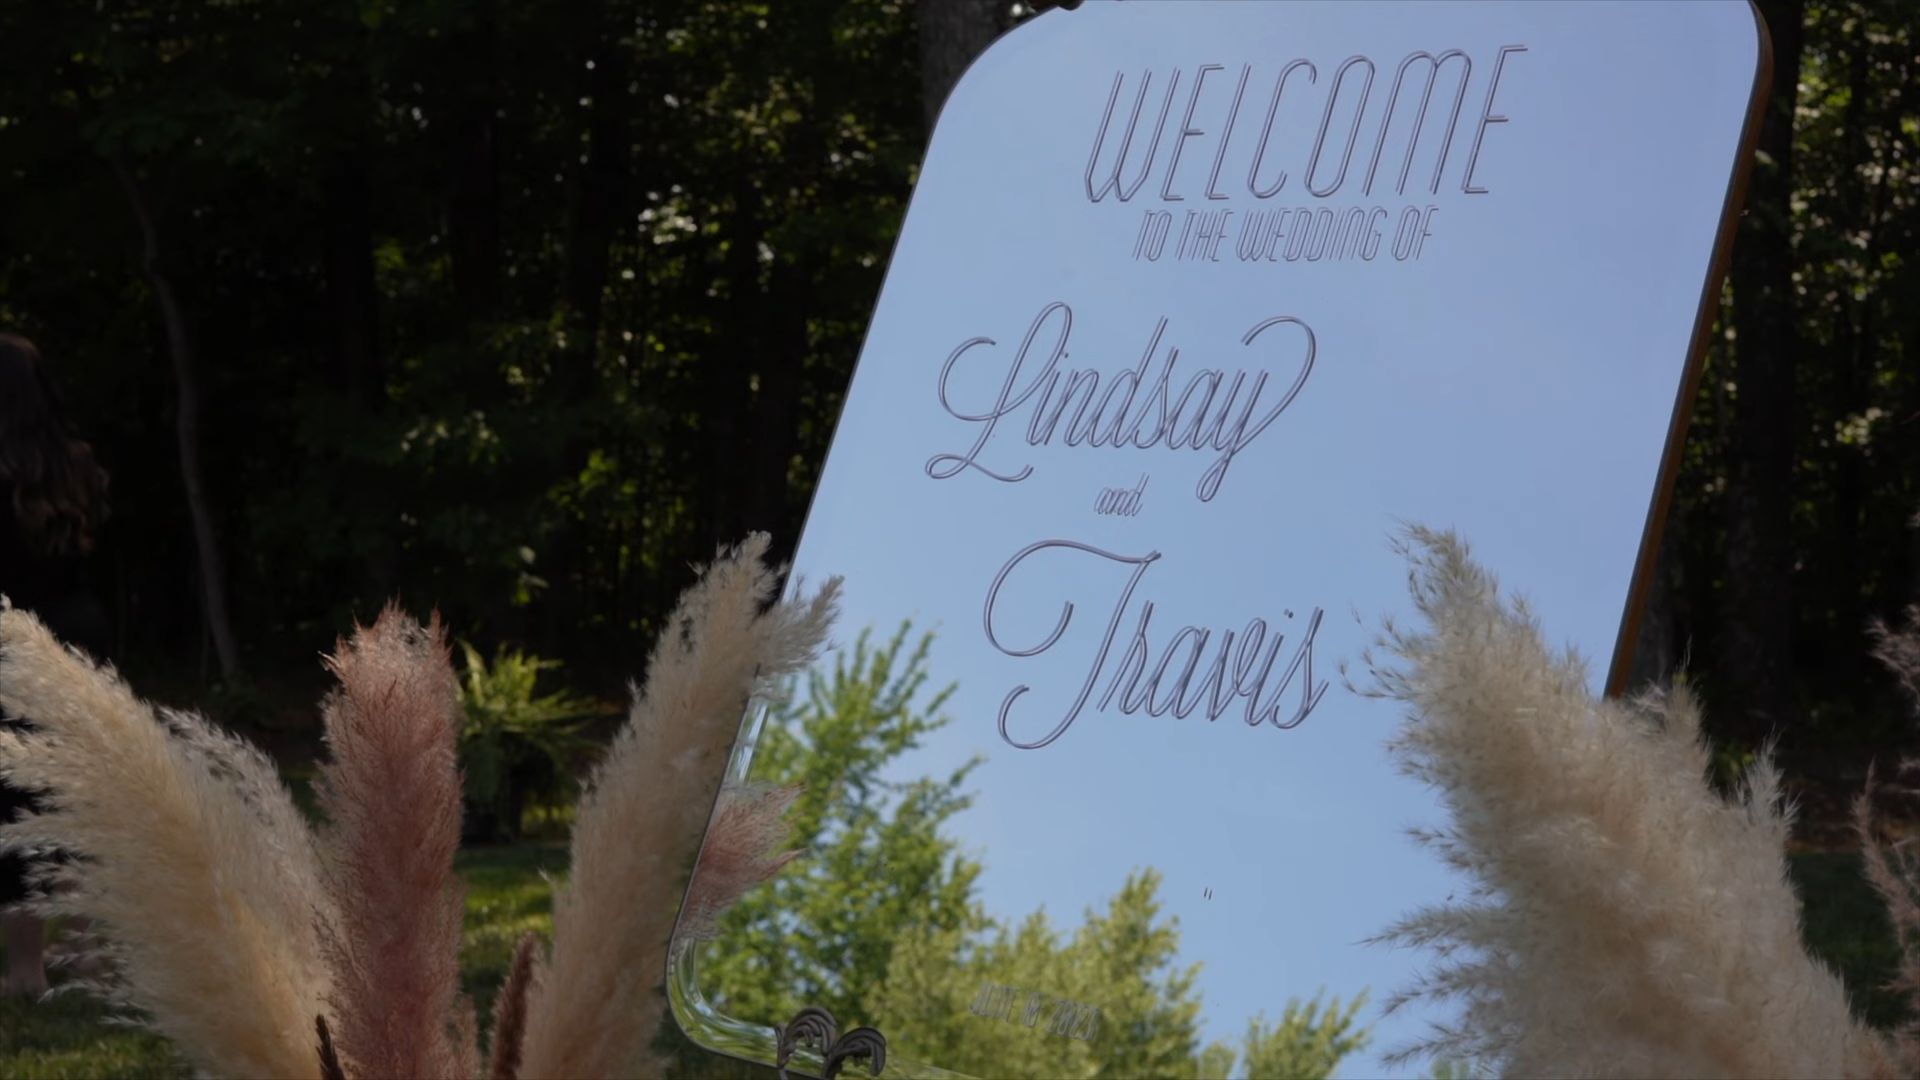 WELCOME
TO THE WEDDING OF
Lindsay
and
Travis